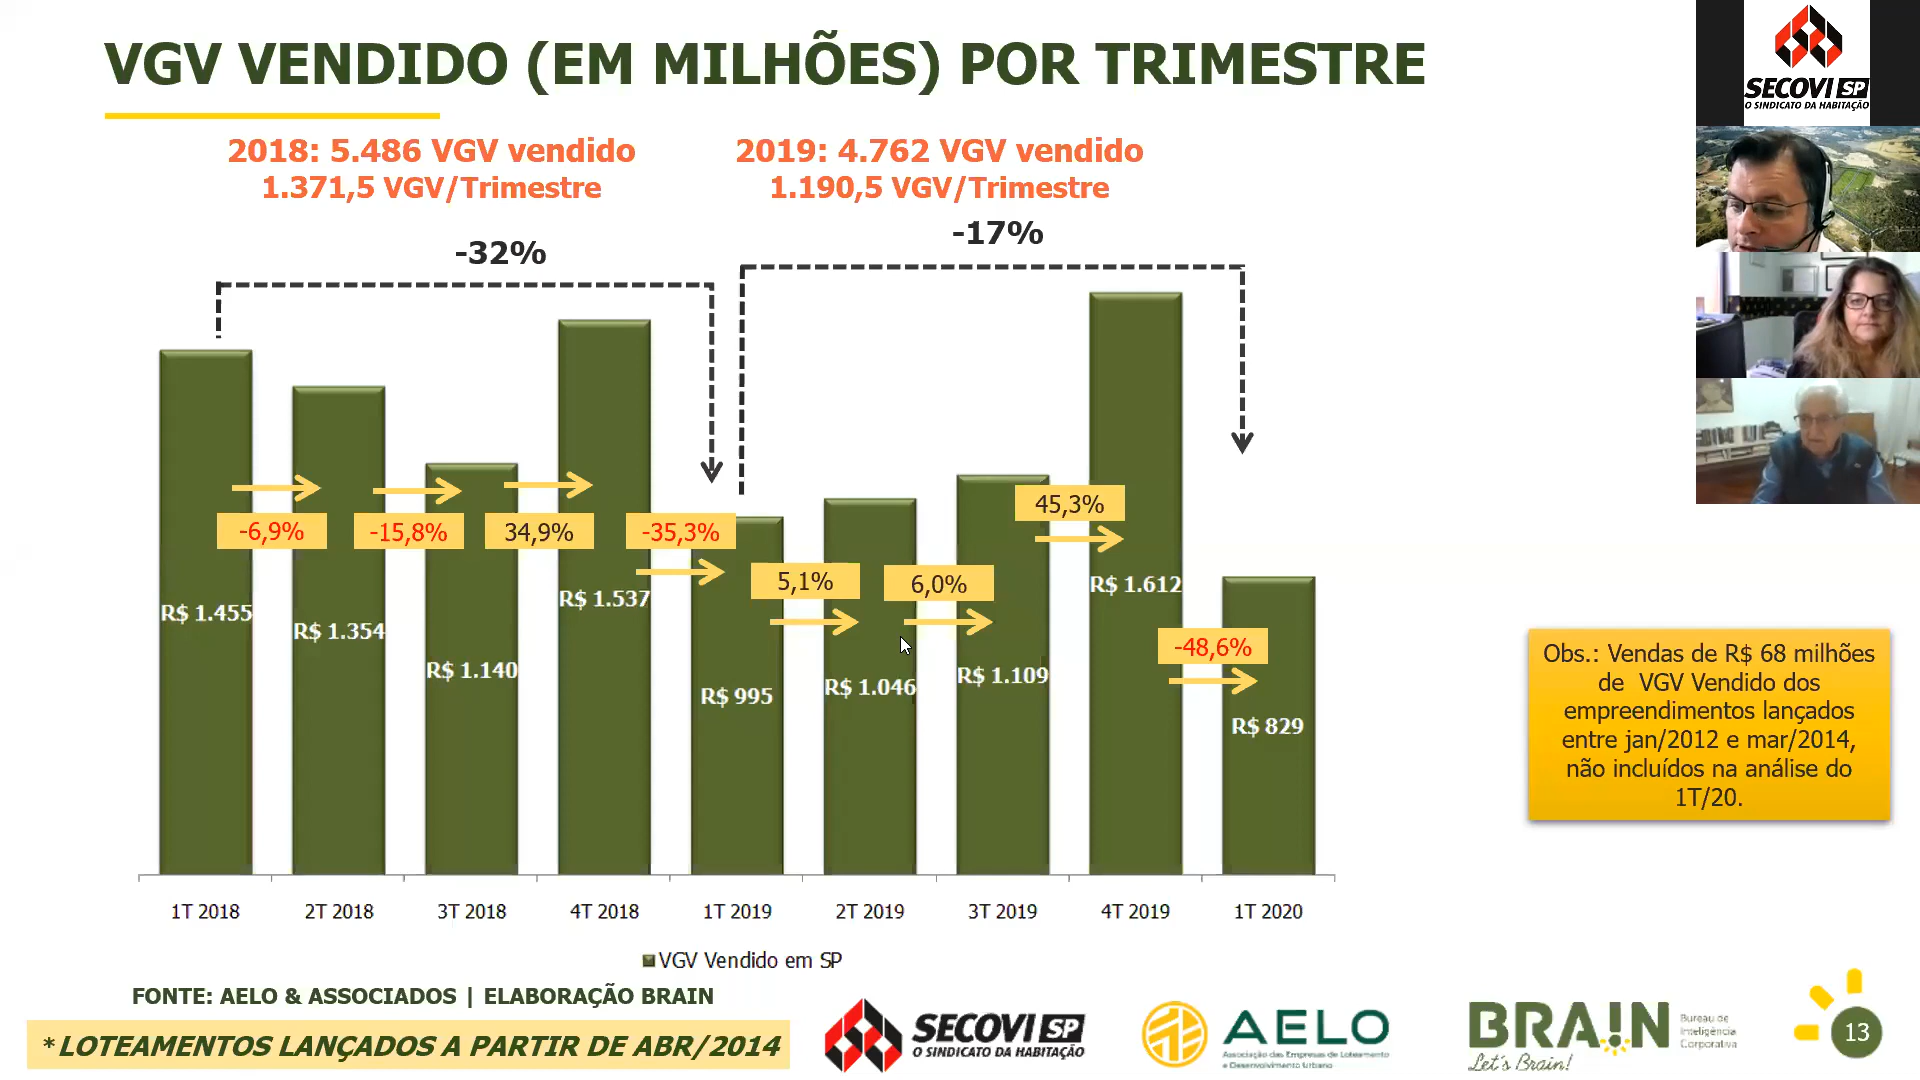 VGV VENDIDO (EM MILHÕES) POR TRIMESTRE
SECOVI SP
O SINDICATO DA HABITAÇÃO
2018: 5.486 VGV vendido
1.371,5 VGV/Trimestre
2019: 4.762 VGV vendido
1.190,5 VGV/Trimestre
-32%
-17%
-6,9%
-15,8%
34,9%
-35,3%
5,1%
6,0%
45,3%
-48,6%
R$ 1.455
R$ 1.354
R$ 1.140
R$ 1.537
R$ 995
R$ 1.046
R$ 1.109
R$ 1.612
R$ 829
Obs.: Vendas de R$ 68 milhões
de VGV Vendido dos
empreendimentos lançados
entre jan/2012 e mar/2014,
não incluídos na análise do
1T/20.
1T 2018
2T 2018
3T 2018
4T 2018
1T 2019
2T 2019
3T 2019
4T 2019
1T 2020
VGV Vendido em SP
FONTE: AELO & ASSOCIADOS | ELABORAÇÃO BRAIN
*LOTEAMENTOS LANÇADOS A PARTIR DE ABR/2014
SECOVI SP
O SINDICATO DA HABITAÇÃO
AELO
Associação das Empresas de Loteamento
e Desenvolvimento Urbano
BRA!N
Let's Brain!
Bureau de
Inteligência
Corporativa
13